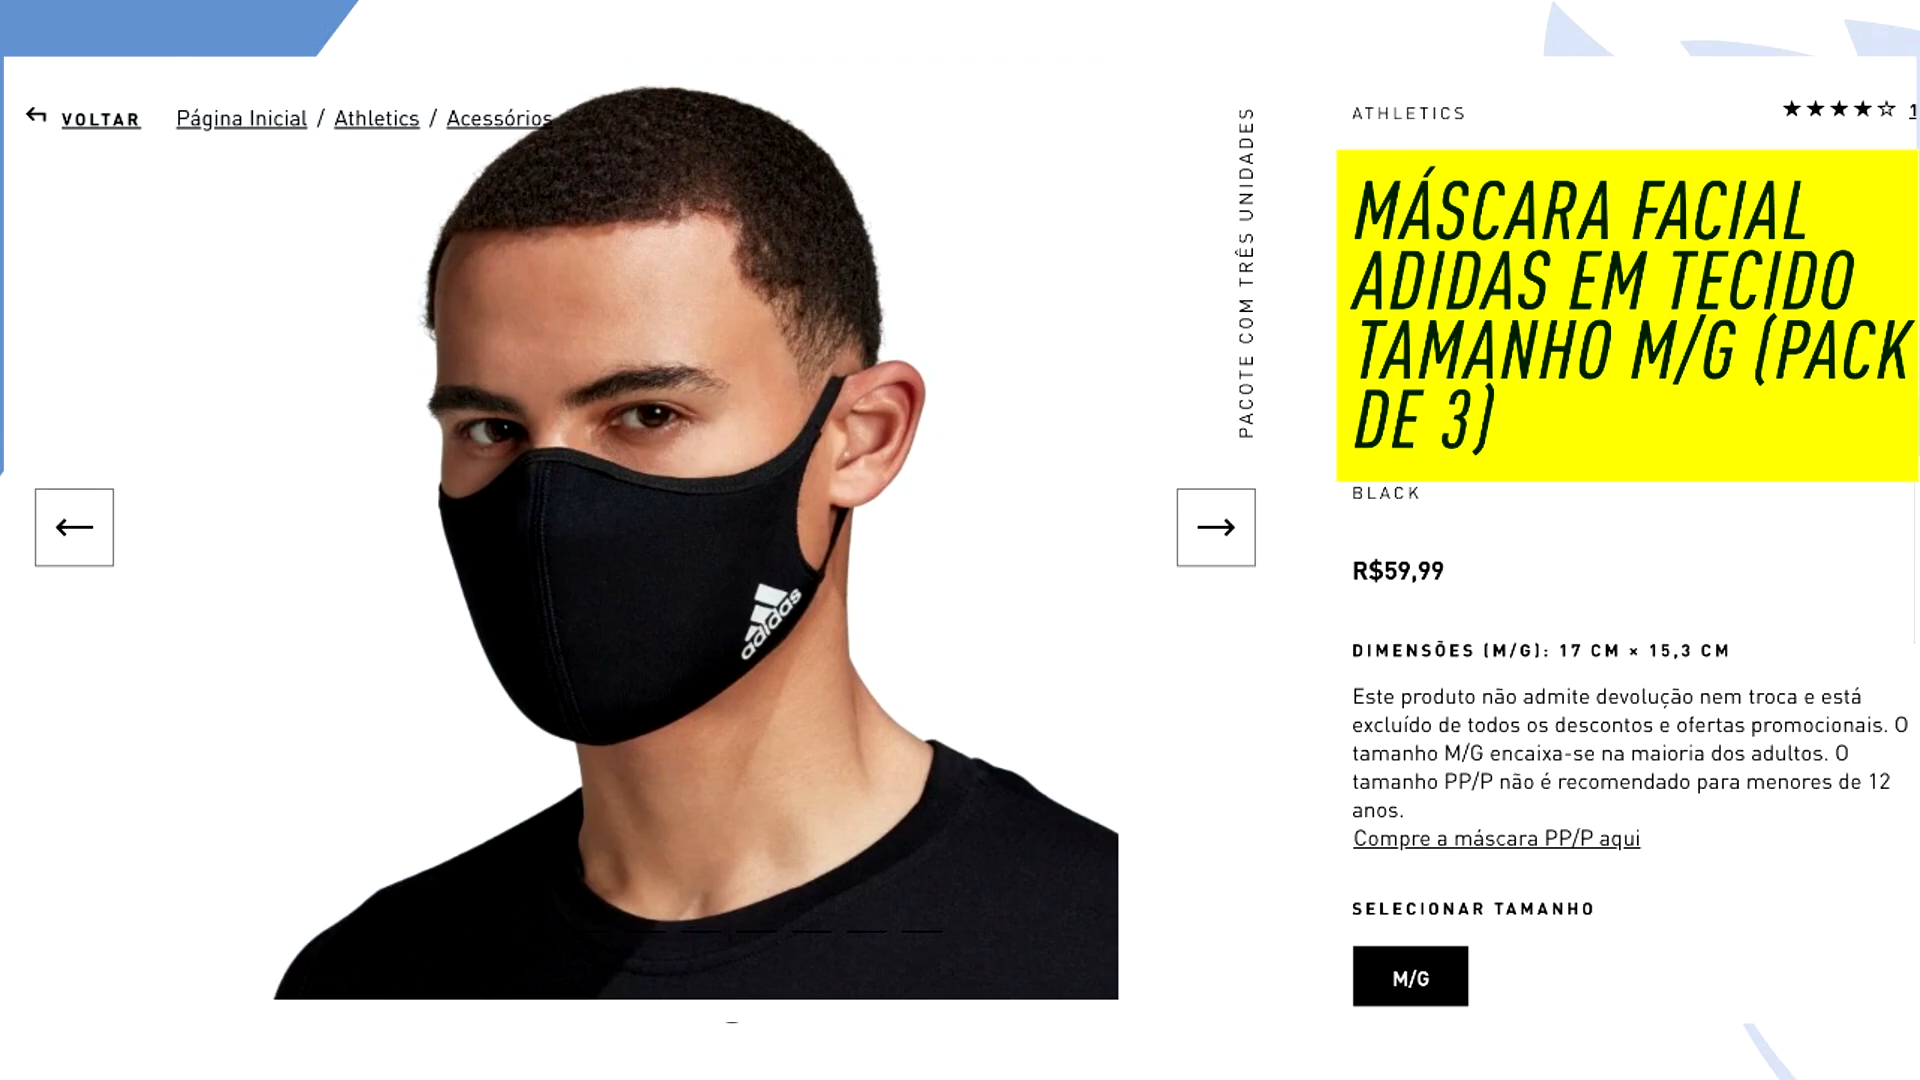 VOLTAR Página Inicial / Athletics / Acessórios
PACOTE COM TRÊS UNIDADES
adidas
ATHLETICS
★★★★☆ 1
MÁSCARA FACIAL
ADIDAS EM TECIDO
TAMANHO M/G (PACK
DE 3)
BLACK
R$59,99
DIMENSÕES (M/G): 17 CM × 15,3 CM
Este produto não admite devolução nem troca e está
excluído de todos os descontos e ofertas promocionais. O
tamanho M/G encaixa-se na maioria dos adultos. O
tamanho PP/P não é recomendado para menores de 12
anos.
Compre a máscara PP/P aqui
SELECIONAR TAMANHO
M/G